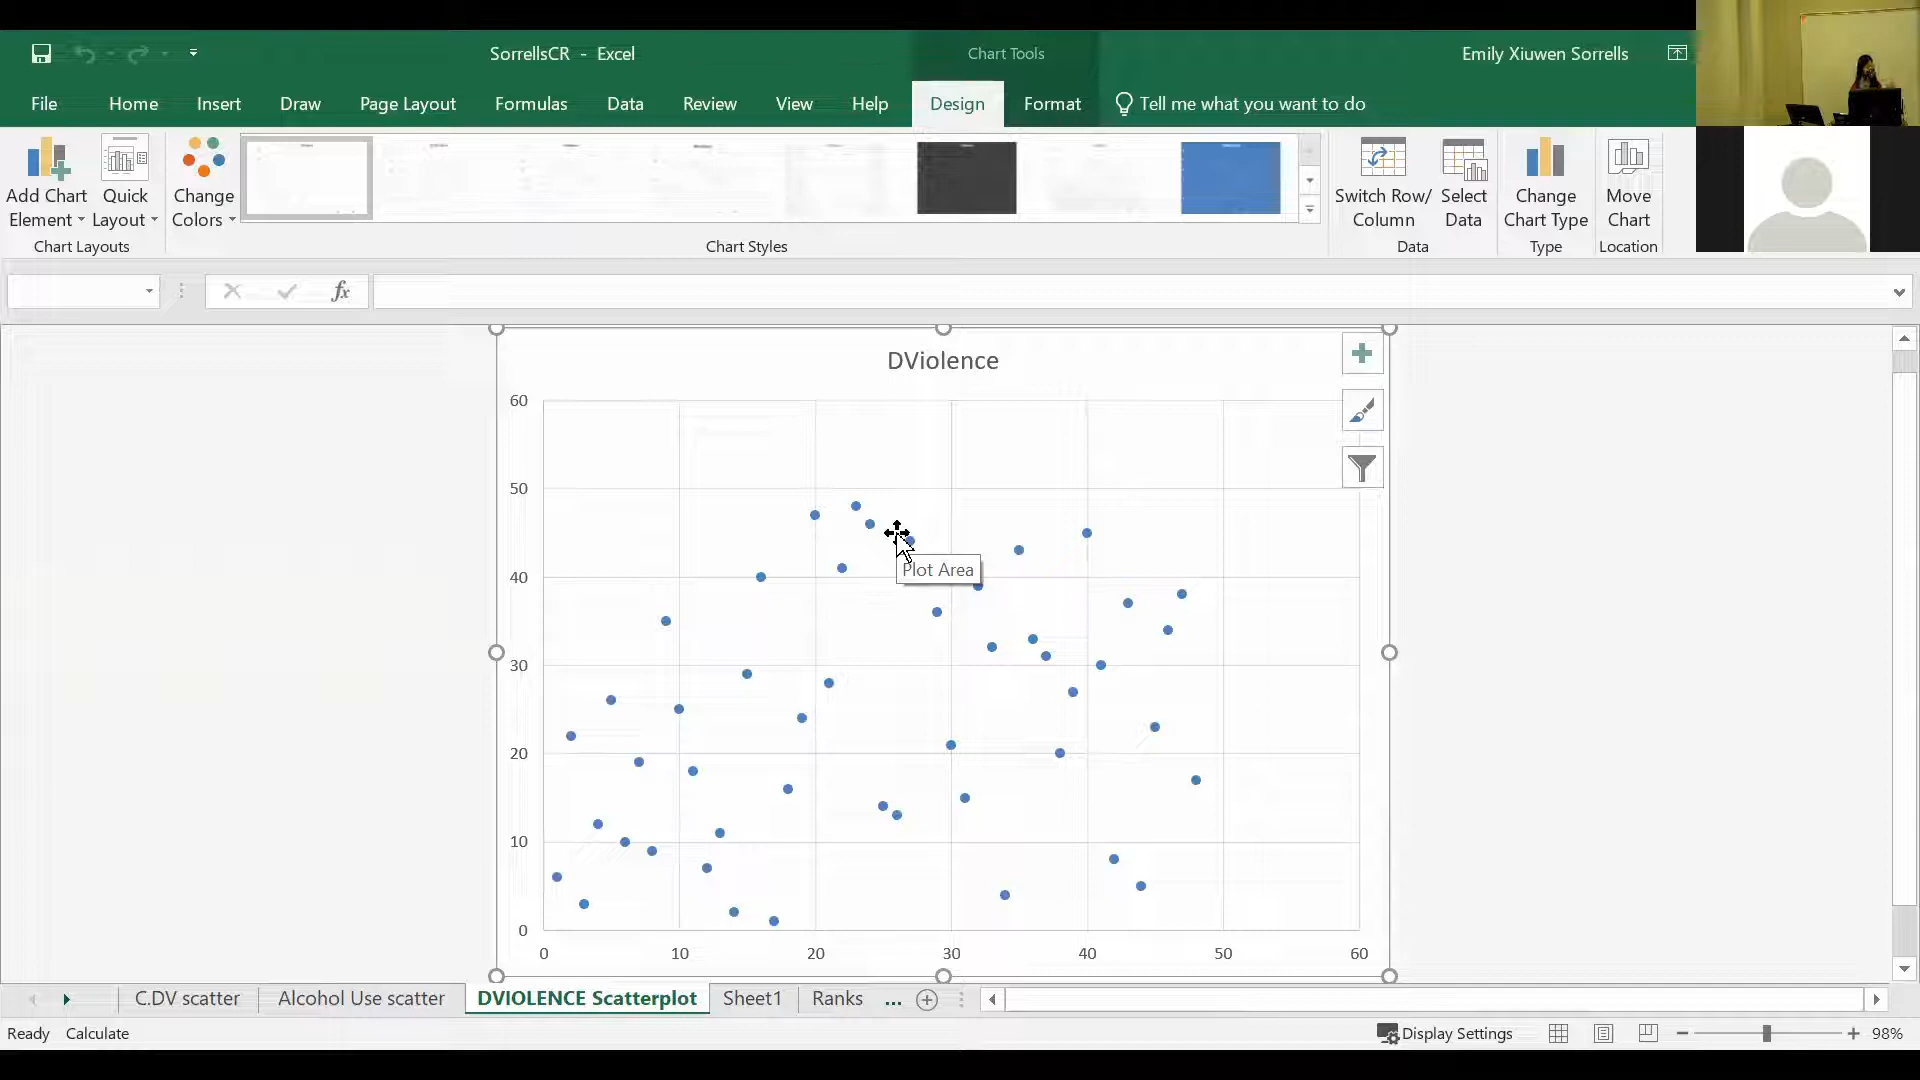 SorrellsCR - Excel
Chart Tools
Emily Xiuwen Sorrells
File Home Insert Draw Page Layout Formulas Data Review View Help Design Format Tell me what you want to do
Add Chart Element
Quick Layout
Change Colors
Switch Row/ Column
Select Data
Change Chart Type
Move Chart
Chart Layouts
Chart Styles
Data
Type
Location
fx
DViolence
60
50
Plot Area
40
30
20
10
0
0 10 20 30 40 50 60
C.DV scatter Alcohol Use scatter DVIOLENCE Scatterplot Sheet1 Ranks ...
Ready Calculate
Display Settings
98%